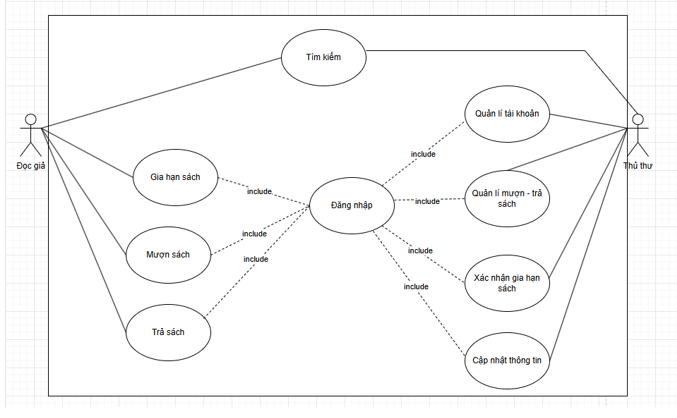 Tìm kiếm
Quản lí tài khoản
include
Đọc giả
Thủ thư
Gia hạn sách
include
Đăng nhập
include
Quản lí mượn - trả
sách
Mượn sách
include
include
include
Xác nhận gia hạn
sách
include
Trả sách
Cập nhật thông tin